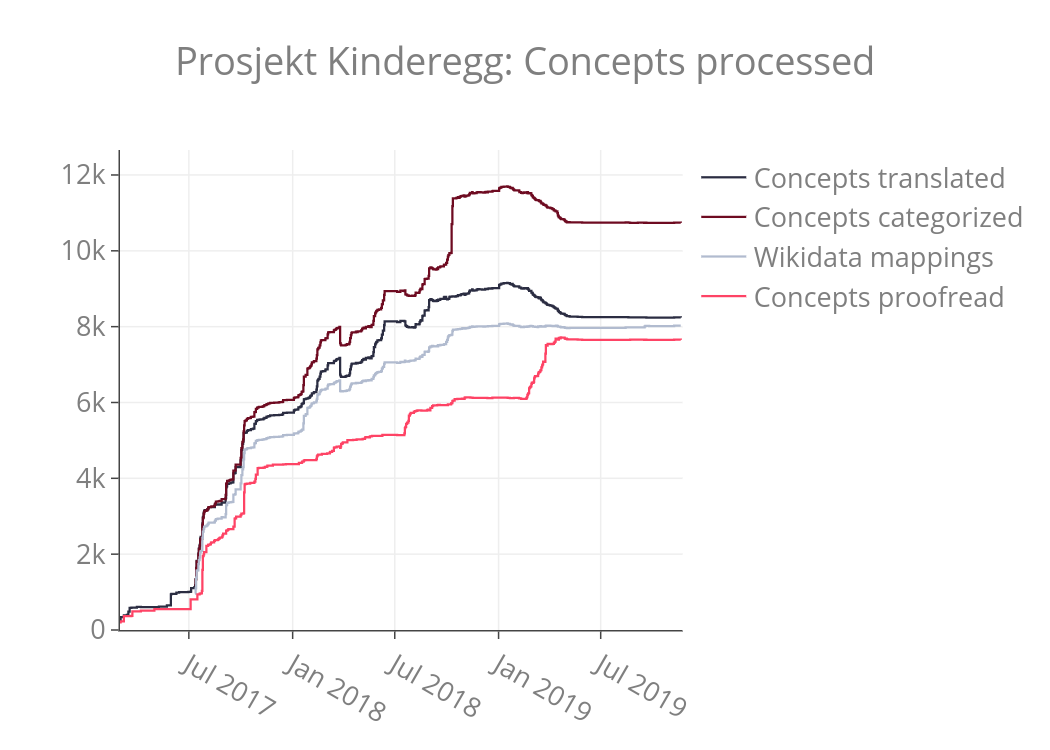 Prosjekt Kinderegg: Concepts processed
12k
10k
8k
6k
4k
2k
0
Jul 2017
Jan 2018
Jul 2018
Jan 2019
Jul 2019
Concepts translated
Concepts categorized
Wikidata mappings
Concepts proofread